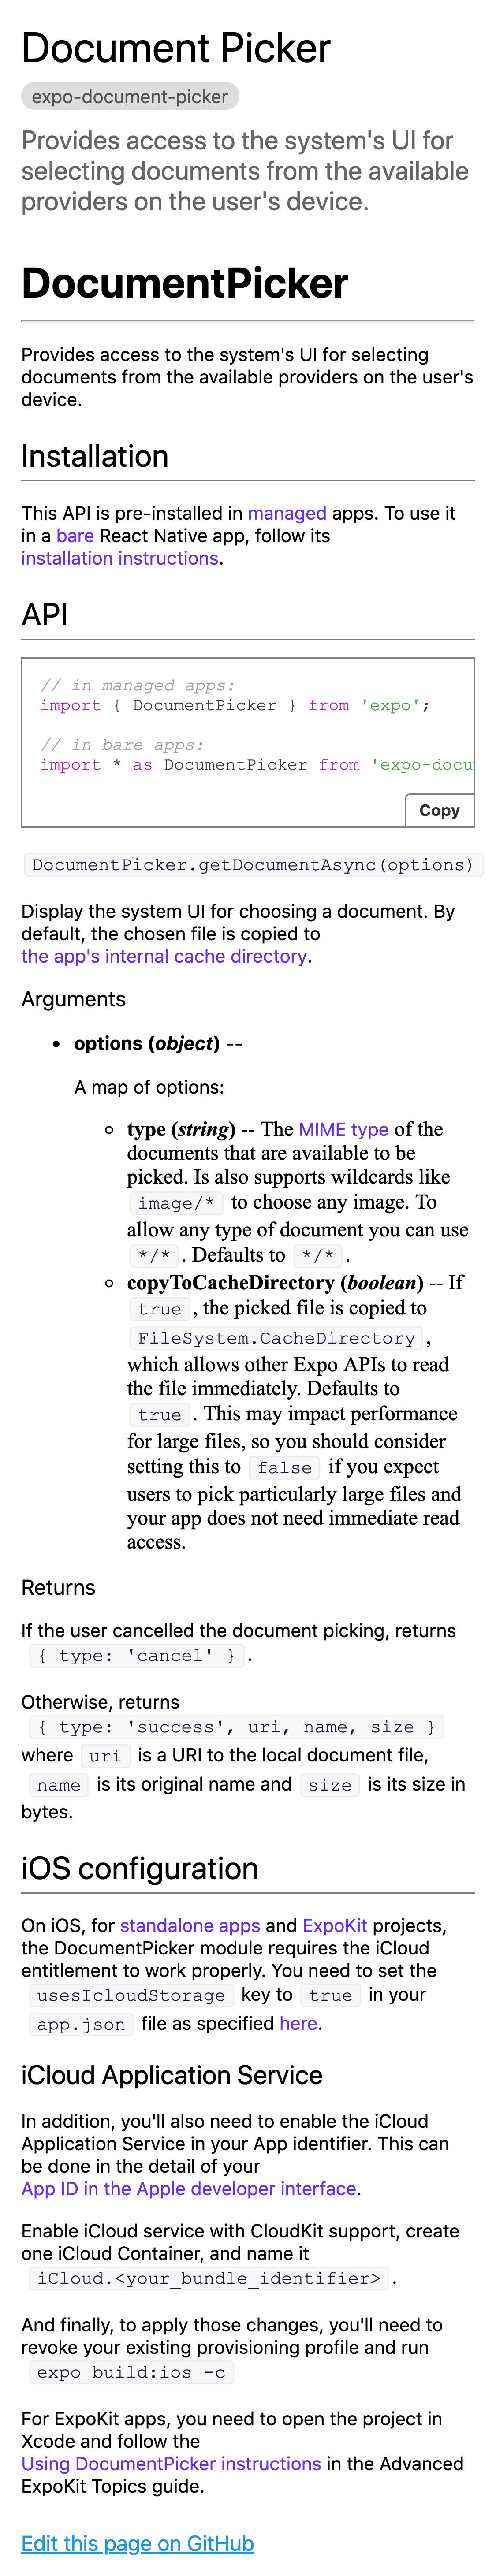 Document Picker
expo-document-picker
Provides access to the system's UI for
selecting documents from the available
providers on the user's device.
DocumentPicker
Provides access to the system's UI for selecting
documents from the available providers on the user's
device.
Installation
This API is pre-installed in managed apps. To use it
in a bare React Native app, follow its
installation instructions.
API
// in managed apps:
import { DocumentPicker } from 'expo';
// in bare apps:
import * as DocumentPicker from 'expo-docu
Copy
DocumentPicker.getDocumentAsync(options)
Display the system UI for choosing a document. By
default, the chosen file is copied to
the app's internal cache directory.
Arguments
• options (object) --
A map of options:
◦ type (string) -- The MIME type of the
documents that are available to be
picked. Is also supports wildcards like
image/* to choose any image. To
allow any type of document you can use
*/* . Defaults to */* .
◦ copyToCacheDirectory (boolean) -- If
true , the picked file is copied to
FileSystem.CacheDirectory ,
which allows other Expo APIs to read
the file immediately. Defaults to
true . This may impact performance
for large files, so you should consider
setting this to false if you expect
users to pick particularly large files and
your app does not need immediate read
access.
Returns
If the user cancelled the document picking, returns
{ type: 'cancel' } .
Otherwise, returns
{ type: 'success', uri, name, size }
where uri is a URI to the local document file,
name is its original name and size is its size in
bytes.
iOS configuration
On iOS, for standalone apps and ExpoKit projects,
the DocumentPicker module requires the iCloud
entitlement to work properly. You need to set the
usesIcloudStorage key to true in your
app.json file as specified here.
iCloud Application Service
In addition, you'll also need to enable the iCloud
Application Service in your App identifier. This can
be done in the detail of your
App ID in the Apple developer interface.
Enable iCloud service with CloudKit support, create
one iCloud Container, and name it
iCloud.<your_bundle_identifier> .
And finally, to apply those changes, you'll need to
revoke your existing provisioning profile and run
expo build:ios -c
For ExpoKit apps, you need to open the project in
Xcode and follow the
Using DocumentPicker instructions in the Advanced
ExpoKit Topics guide.
Edit this page on GitHub